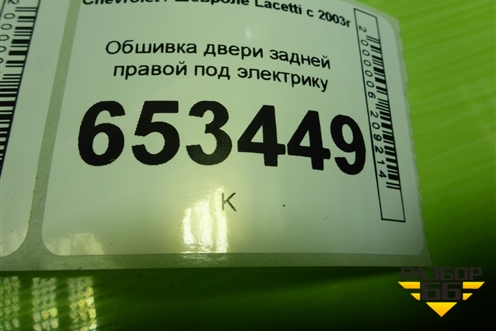 Chevrolet / Шевроле Lacetti с 2003г
Обшивка двери задней
правой под электрику
653449
К
2000006209214
РАЗБОР
66